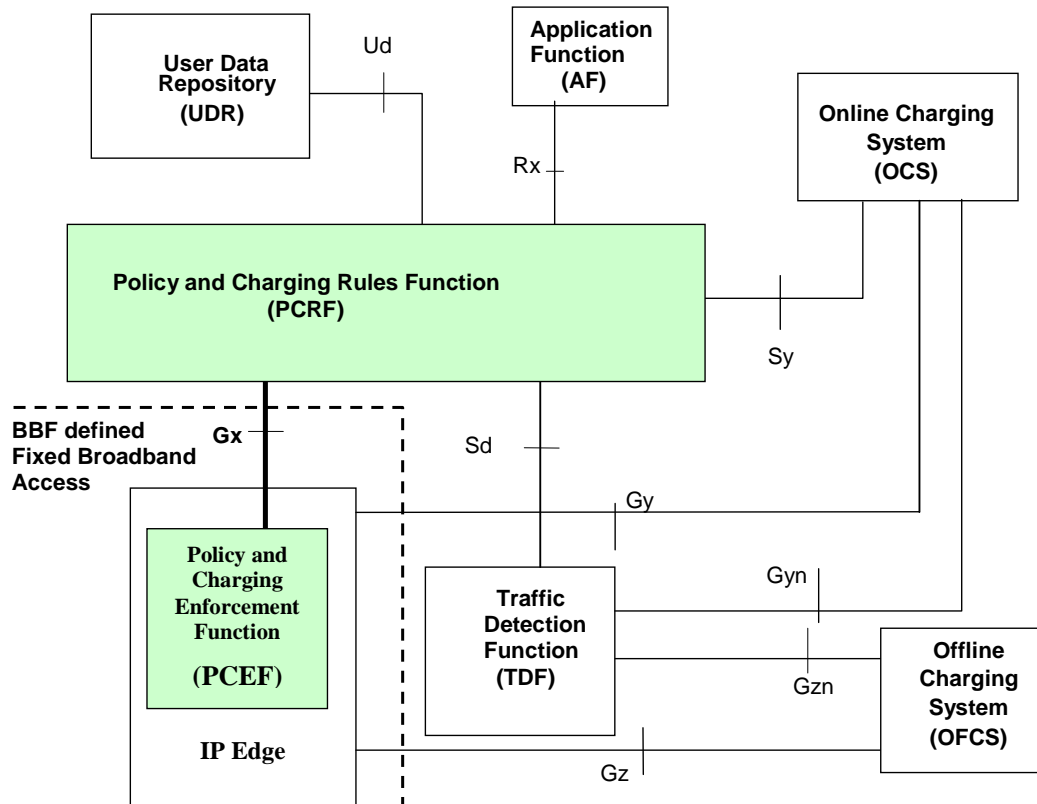 User Data
Repository
(UDR)
Ud
Application
Function
(AF)
Rx
Online Charging
System
(OCS)
Policy and Charging Rules Function
(PCRF)
Sy
BBF defined
Fixed Broadband
Access
Gx
Sd
Gy
Policy and
Charging
Enforcement
Function
(PCEF)
IP Edge
Traffic
Detection
Function
(TDF)
Gyn
Gzn
Gz
Offline
Charging
System
(OFCS)